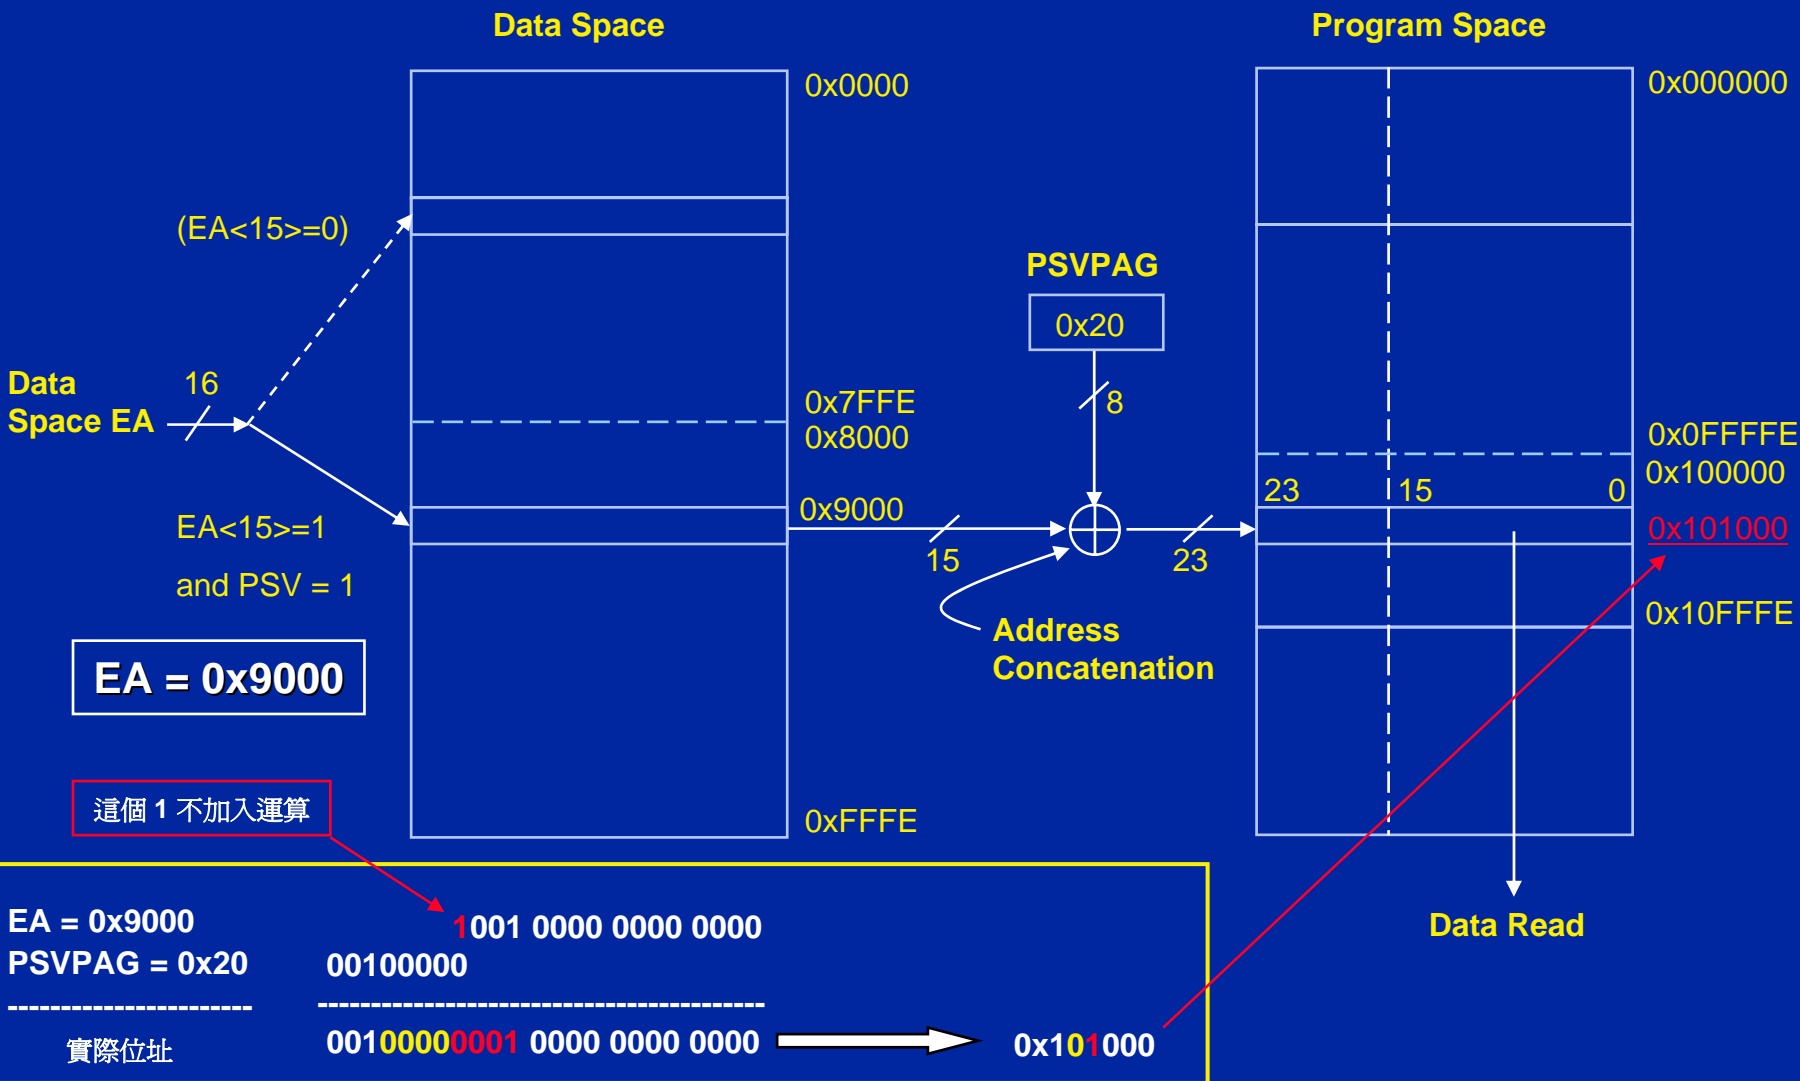 Data Space
Program Space
0x0000
0x000000
(EA<15>=0)
PSVPAG
0x20
Data
Space EA
16
8
0x7FFE
0x8000
0x0FFFFE
0x100000
23
15
0
0x9000
0x101000
EA<15>=1
and PSV = 1
15
23
0x10FFFE
Address
Concatenation
EA = 0x9000
這個 1 不加入運算
0xFFFE
EA = 0x9000
1001 0000 0000 0000
Data Read
PSVPAG = 0x20
00100000
-----------------------
------------------------------------------
實際位址
00100000001 0000 0000 0000
0x101000